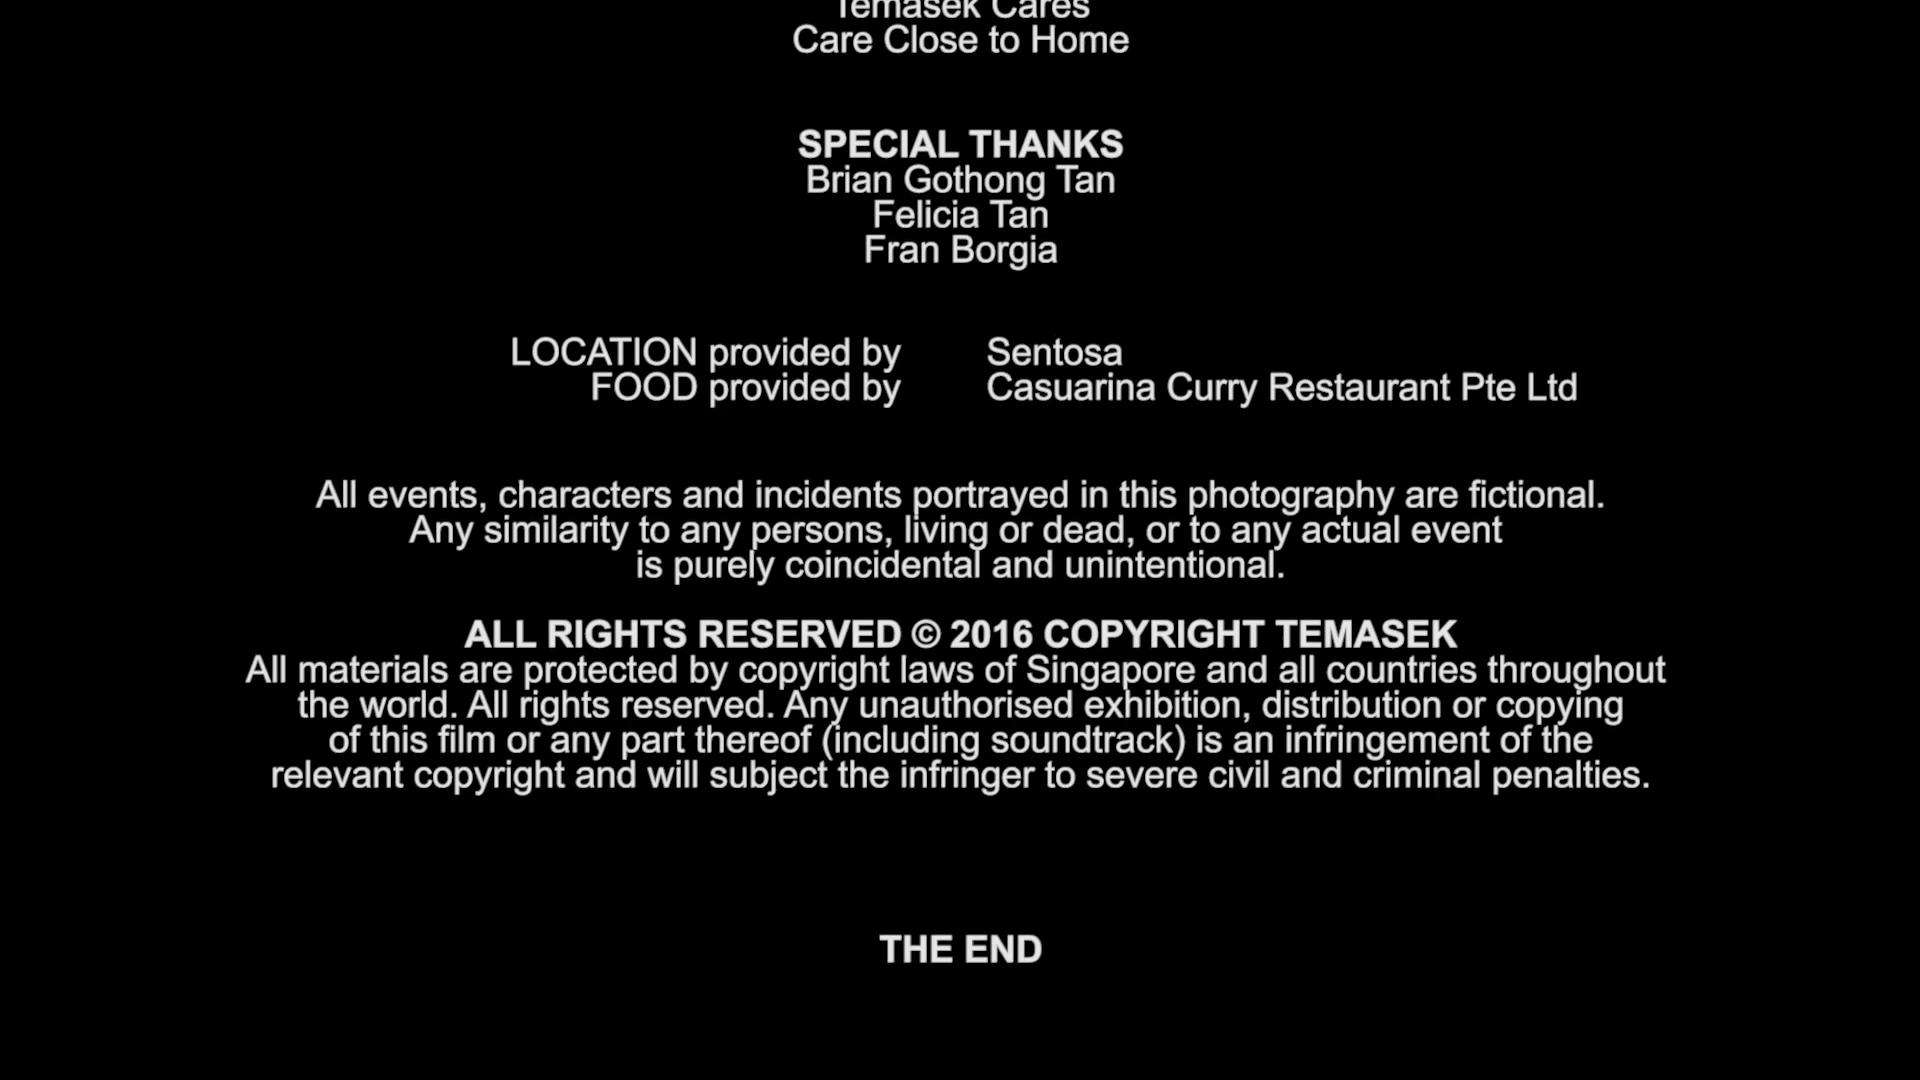 Temasek Cares
Care Close to Home
SPECIAL THANKS
Brian Gothong Tan
Felicia Tan
Fran Borgia
LOCATION provided by Sentosa
FOOD provided by Casuarina Curry Restaurant Pte Ltd
All events, characters and incidents portrayed in this photography are fictional.
Any similarity to any persons, living or dead, or to any actual event
is purely coincidental and unintentional.
ALL RIGHTS RESERVED © 2016 COPYRIGHT TEMASEK
All materials are protected by copyright laws of Singapore and all countries throughout
the world. All rights reserved. Any unauthorised exhibition, distribution or copying
of this film or any part thereof (including soundtrack) is an infringement of the
relevant copyright and will subject the infringer to severe civil and criminal penalties.
THE END